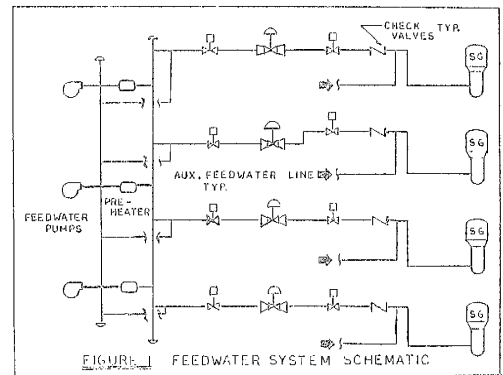 CHECK TYP.
VALVES
SG
SG
AUX. FEEDWATER LINE
TYP.
PRE-
HEATER
FEEDWATER
PUMPS
SG
SG
FIGURE 1 FEEDWATER SYSTEM SCHEMATIC